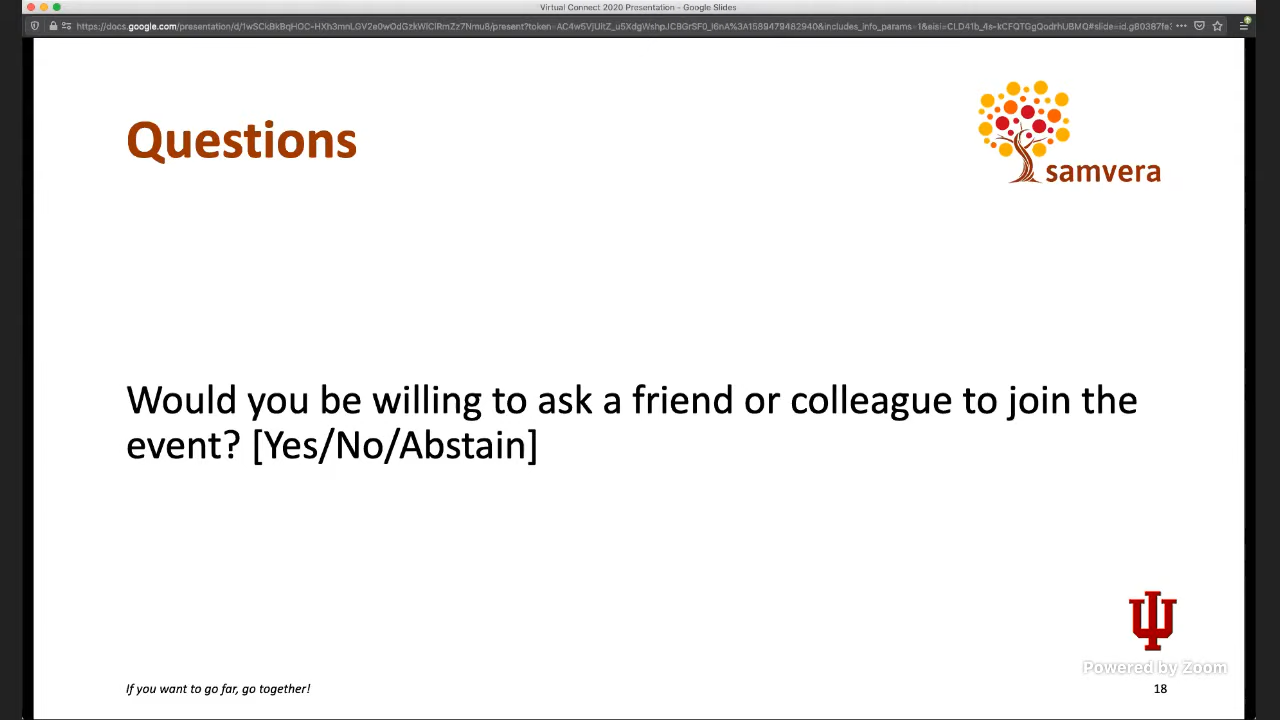 Virtual Connect 2020 Presentation - Google Slides
Questions
samvera
Would you be willing to ask a friend or colleague to join the
event? [Yes/No/Abstain]
Powered by Zoom
If you want to go far, go together!
18